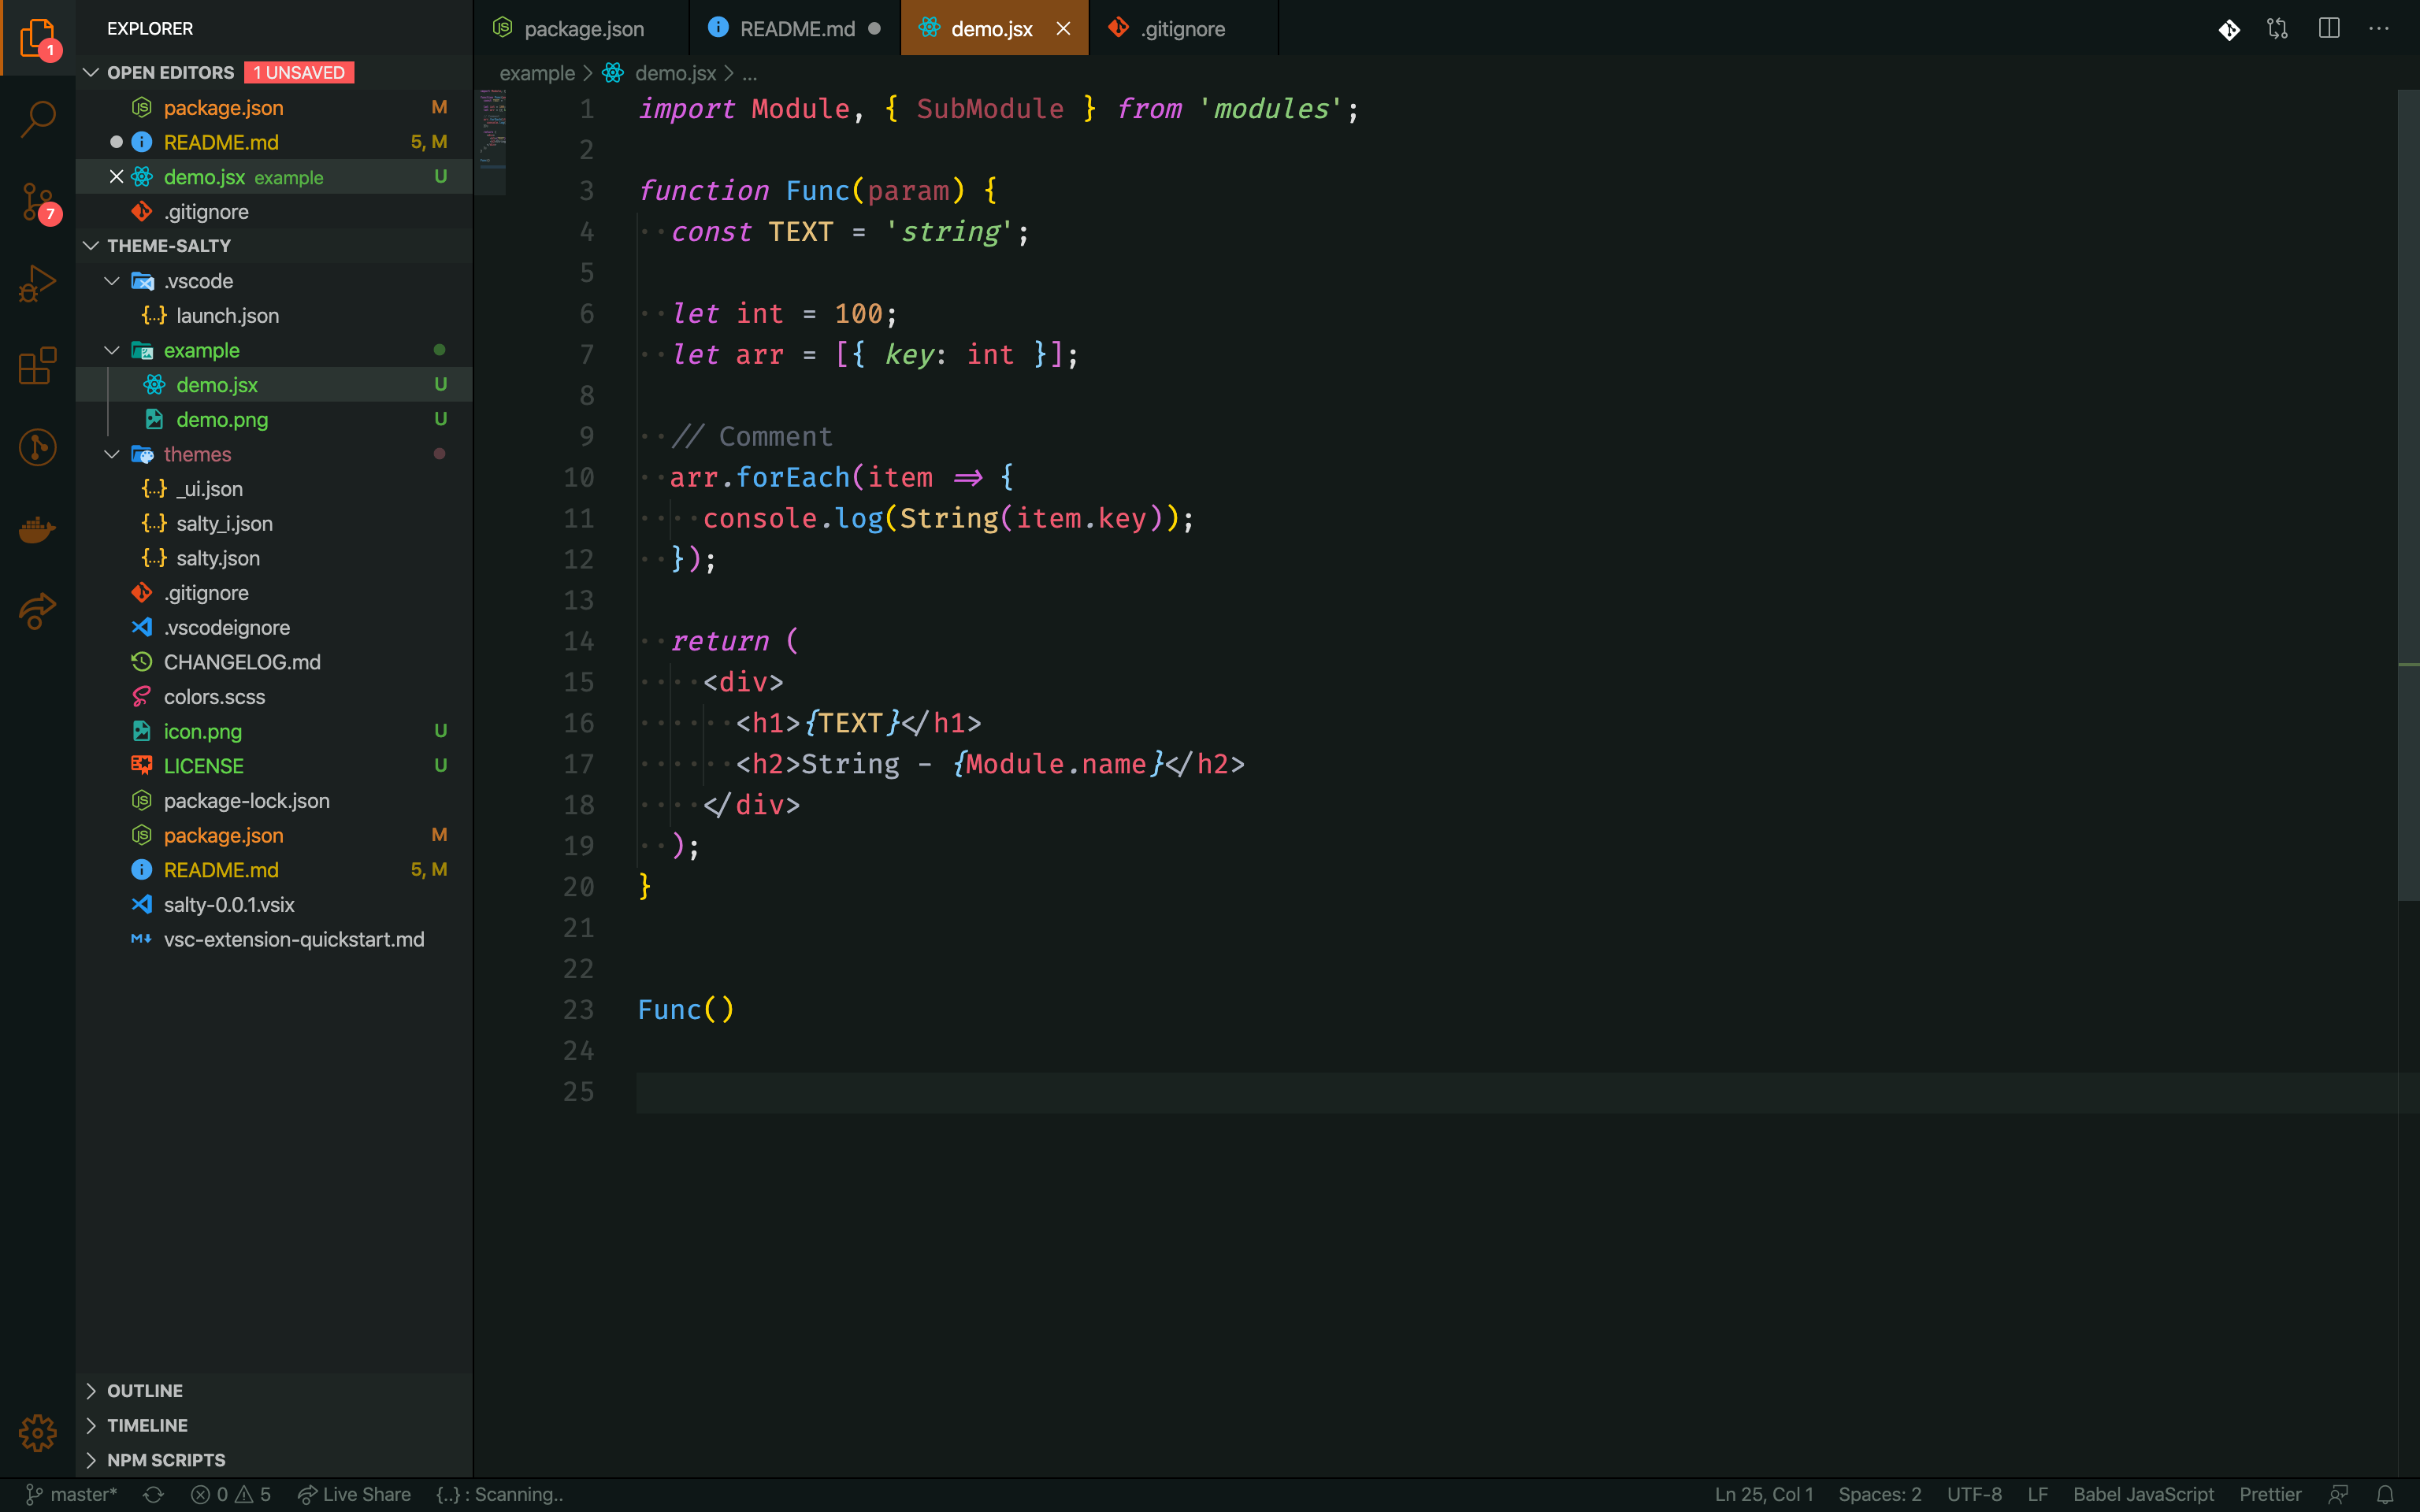 EXPLORER
1
7
OPEN EDITORS 1 UNSAVED
package.json M
README.md 5, M
demo.jsx example U
.gitignore
THEME-SALTY
.vscode
launch.json
example
demo.jsx U
demo.png U
themes
_ui.json
salty_i.json
salty.json
.gitignore
.vscodeignore
CHANGELOG.md
colors.scss
icon.png U
LICENSE U
package-lock.json
package.json M
README.md 5, M
salty-0.0.1.vsix
vsc-extension-quickstart.md
OUTLINE
TIMELINE
NPM SCRIPTS
package.json README.md demo.jsx .gitignore
example > demo.jsx > ...
1 import Module, { SubModule } from 'modules';
2
3 function Func(param) {
4 const TEXT = 'string';
5
6 let int = 100;
7 let arr = [{ key: int }];
8
9 // Comment
10 arr.forEach(item => {
11 console.log(String(item.key));
12 });
13
14 return (
15 <div>
16 <h1>{TEXT}</h1>
17 <h2>String - {Module.name}</h2>
18 </div>
19 );
20 }
21
22
23 Func()
24
25
master* 0 5 Live Share {..} : Scanning.. Ln 25, Col 1 Spaces: 2 UTF-8 LF Babel JavaScript Prettier